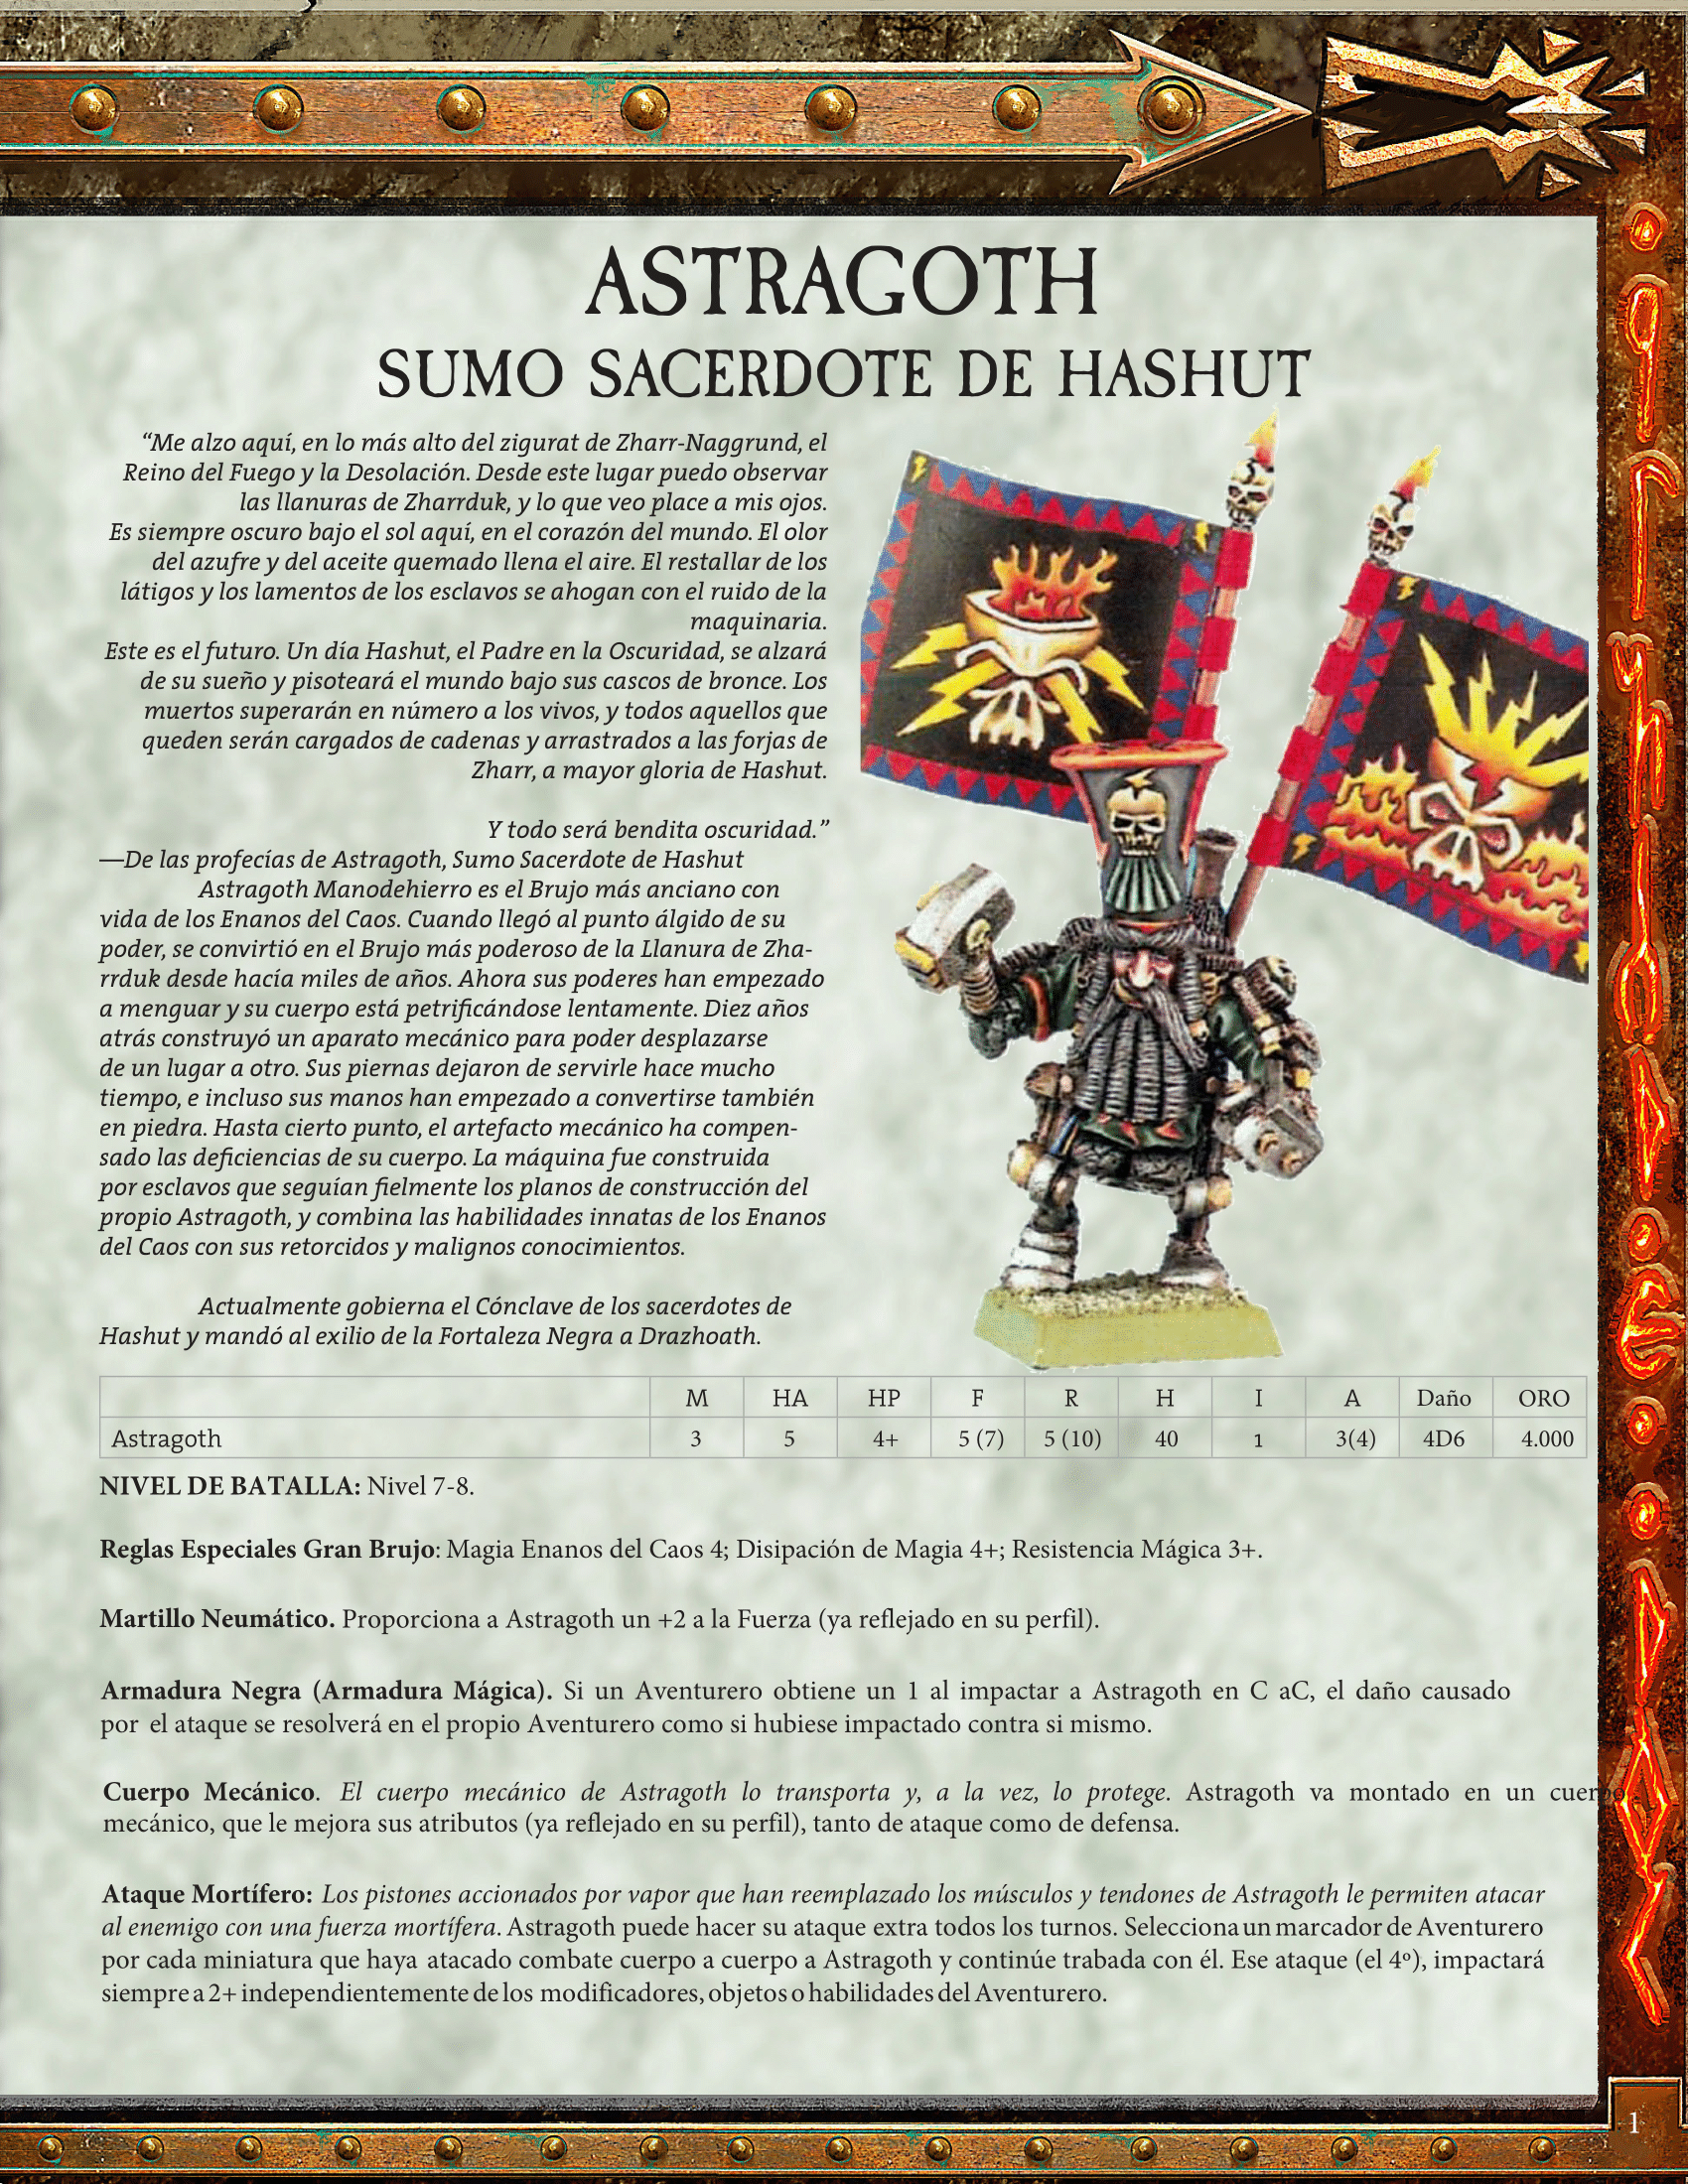 ASTRAGOTH
SUMO SACERDOTE DE HASHUT
“Me alzo aquí, en lo más alto del zigurat de Zharr-Naggrund, el
Reino del Fuego y la Desolación. Desde este lugar puedo observar
las llanuras de Zharrduk, y lo que veo place a mis ojos.
Es siempre oscuro bajo el sol aquí, en el corazón del mundo. El olor
del azufre y del aceite quemado llena el aire. El restallar de los
látigos y los lamentos de los esclavos se ahogan con el ruido de la
maquinaria.
Este es el futuro. Un día Hashut, el Padre en la Oscuridad, se alzará
de su sueño y pisoteará el mundo bajo sus cascos de bronce. Los
muertos superarán en número a los vivos, y todos aquellos que
queden serán cargados de cadenas y arrastrados a las forjas de
Zharr, a mayor gloria de Hashut.
Y todo será bendita oscuridad.”
—De las profecías de Astragoth, Sumo Sacerdote de Hashut
Astragoth Manodehierro es el Brujo más anciano con
vida de los Enanos del Caos. Cuando llegó al punto álgido de su
poder, se convirtió en el Brujo más poderoso de la Llanura de Zha-
rrduk desde hacía miles de años. Ahora sus poderes han empezado
a menguar y su cuerpo está petrificándose lentamente. Diez años
atrás construyó un aparato mecánico para poder desplazarse
de un lugar a otro. Sus piernas dejaron de servirle hace mucho
tiempo, e incluso sus manos han empezado a convertirse también
en piedra. Hasta cierto punto, el artefacto mecánico ha compen-
sado las deficiencias de su cuerpo. La máquina fue construida
por esclavos que seguían fielmente los planos de construcción del
propio Astragoth, y combina las habilidades innatas de los Enanos
del Caos con sus retorcidos y malignos conocimientos.
Actualmente gobierna el Cónclave de los sacerdotes de
Hashut y mandó al exilio de la Fortaleza Negra a Drazhoath.
M HA HP F R H I A Daño ORO
Astragoth 3 5 4+ 5 (7) 5 (10) 40 1 3(4) 4D6 4.000
NIVEL DE BATALLA: Nivel 7-8.
Reglas Especiales Gran Brujo: Magia Enanos del Caos 4; Disipación de Magia 4+; Resistencia Mágica 3+.
Martillo Neumático. Proporciona a Astragoth un +2 a la Fuerza (ya reflejado en su perfil).
Armadura Negra (Armadura Mágica). Si un Aventurero obtiene un 1 al impactar a Astragoth en C aC, el daño causado
por el ataque se resolverá en el propio Aventurero como si hubiese impactado contra si mismo.
Cuerpo Mecánico. El cuerpo mecánico de Astragoth lo transporta y, a la vez, lo protege. Astragoth va montado en un cuerpo
mecánico, que le mejora sus atributos (ya reflejado en su perfil), tanto de ataque como de defensa.
Ataque Mortífero: Los pistones accionados por vapor que han reemplazado los músculos y tendones de Astragoth le permiten atacar
al enemigo con una fuerza mortífera. Astragoth puede hacer su ataque extra todos los turnos. Selecciona un marcador de Aventurero
por cada miniatura que haya atacado combate cuerpo a cuerpo a Astragoth y continúe trabada con él. Ese ataque (el 4º), impactará
siempre a 2+ independientemente de los modificadores, objetos o habilidades del Aventurero.
1